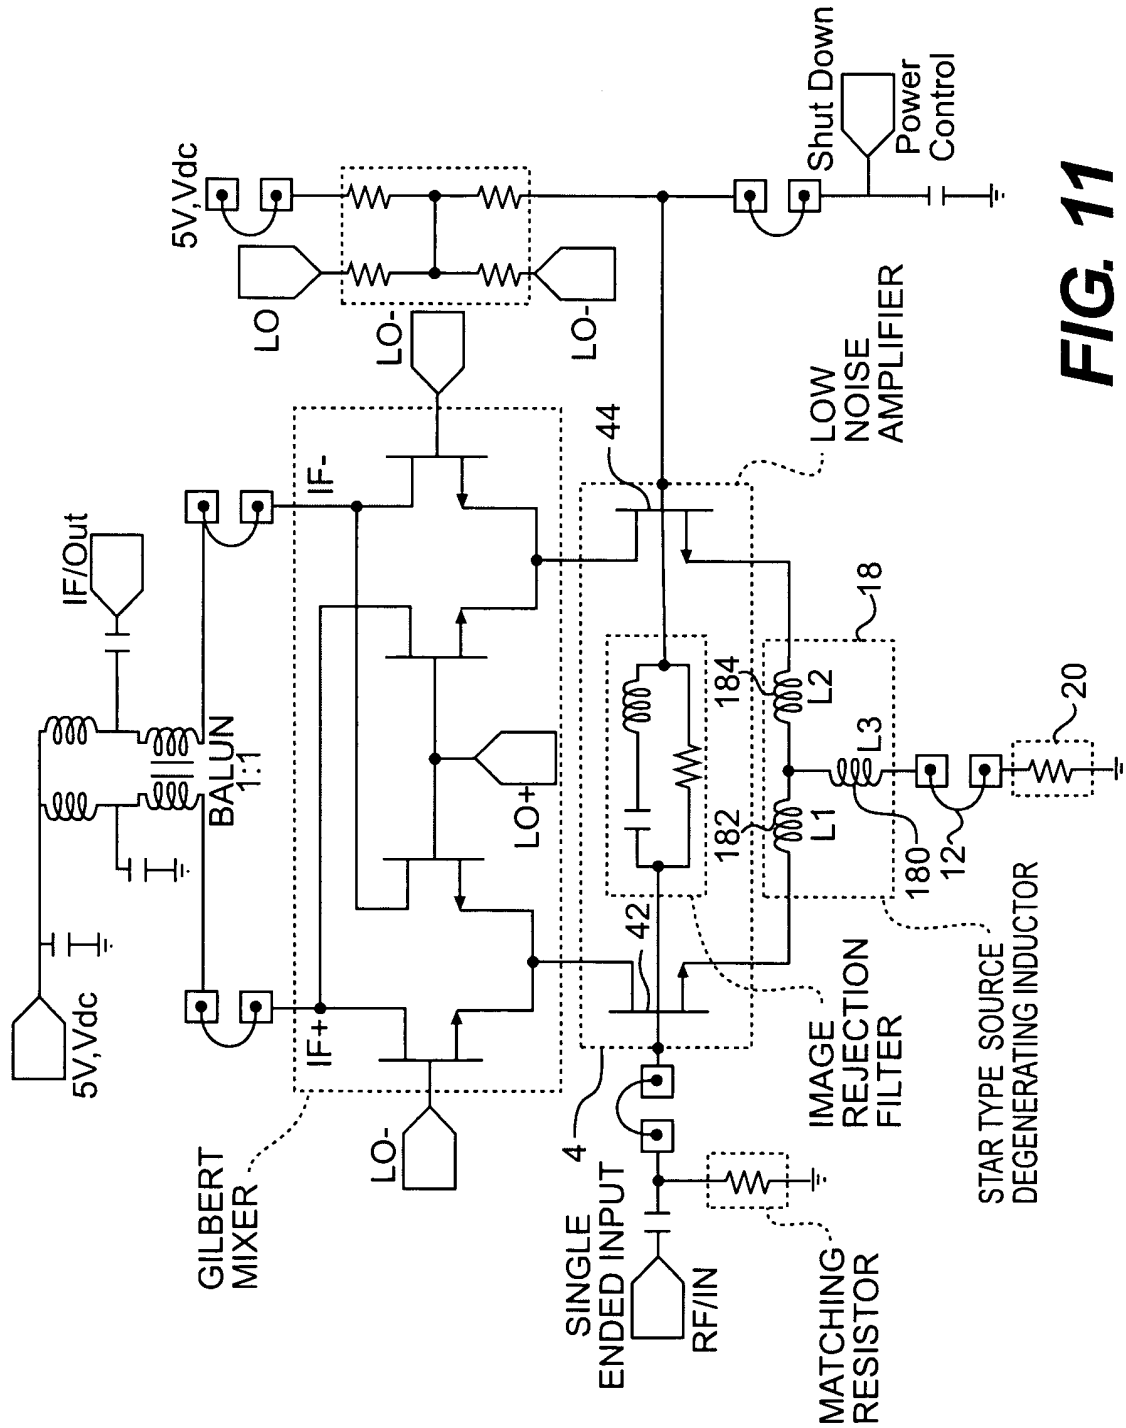 5V,Vdc
IF/Out
BALUN
1:1
5V,Vdc
LO
LO-
LO-
IF+
IF-
GILBERT
MIXER
LO-
LO+
Shut Down
Power
Control
SINGLE
ENDED INPUT
RF/IN
4
42
44
LOW
NOISE
AMPLIFIER
MATCHING
RESISTOR
IMAGE
REJECTION
FILTER
182
184
L1
L2
L3
18
180
12
20
STAR TYPE SOURCE
DEGENERATING INDUCTOR
FIG. 11